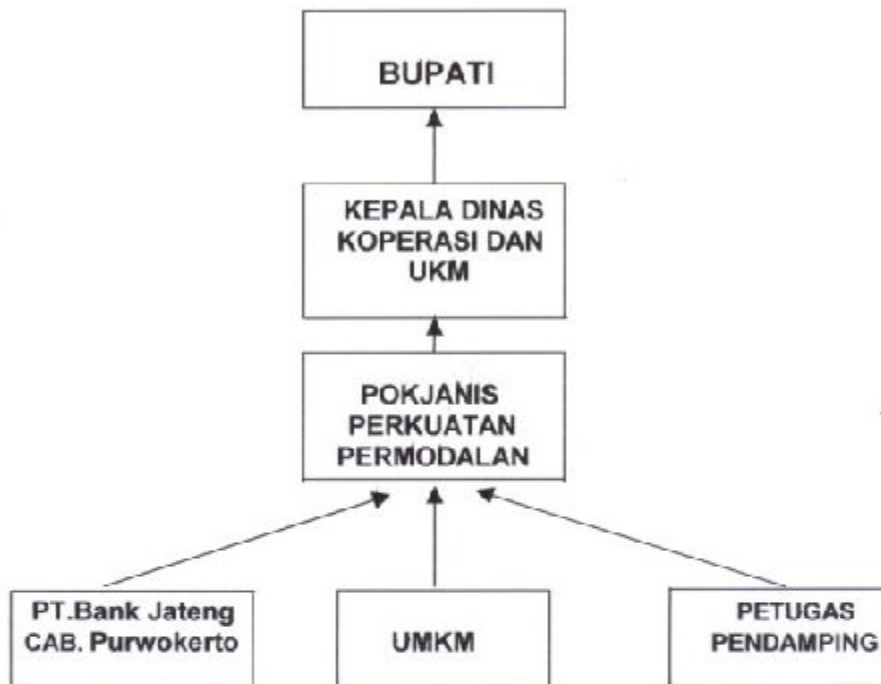 BUPATI
KEPALA DINAS
KOPERASI DAN
UKM
POKJANIS
PERKUATAN
PERMODALAN
PT.Bank Jateng
CAB. Purwokerto
UMKM
PETUGAS
PENDAMPING